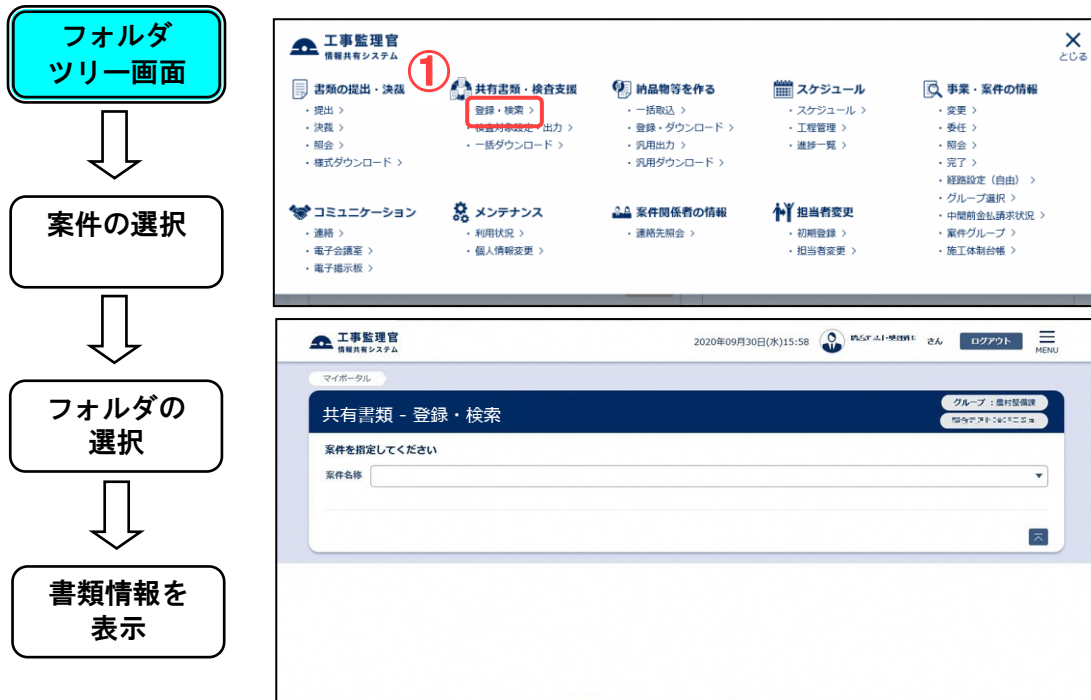 フォルダ
ツリー画面
案件の選択
フォルダの
選択
書類情報を
表示
工事監理官
情報共有システム
とじる
①
書類の提出・決裁
・提出 >
・決裁 >
・照会 >
・様式ダウンロード >
共有書類・検査支援
・登録・検索 >
・検査対象設定・出力 >
・一括ダウンロード >
納品物等を作る
・一括取込 >
・登録・ダウンロード >
・汎用出力 >
・汎用ダウンロード >
スケジュール
・スケジュール >
・工程管理 >
・進捗一覧 >
事業・案件の情報
・変更 >
・委任 >
・照会 >
・完了 >
・経路設定（自由） >
・グループ選択 >
・中間前金払請求状況 >
・案件グループ >
・施工体制台帳 >
コミュニケーション
・連絡 >
・電子会議室 >
・電子掲示板 >
メンテナンス
・利用状況 >
・個人情報変更 >
案件関係者の情報
・連絡先照会 >
担当者変更
・初期登録 >
・担当者変更 >
工事監理官
情報共有システム
2020年09月30日(水)15:58
さん
ログアウト
MENU
マイポータル
共有書類 - 登録・検索
グループ：農村整備課
案件を指定してください
案件名称